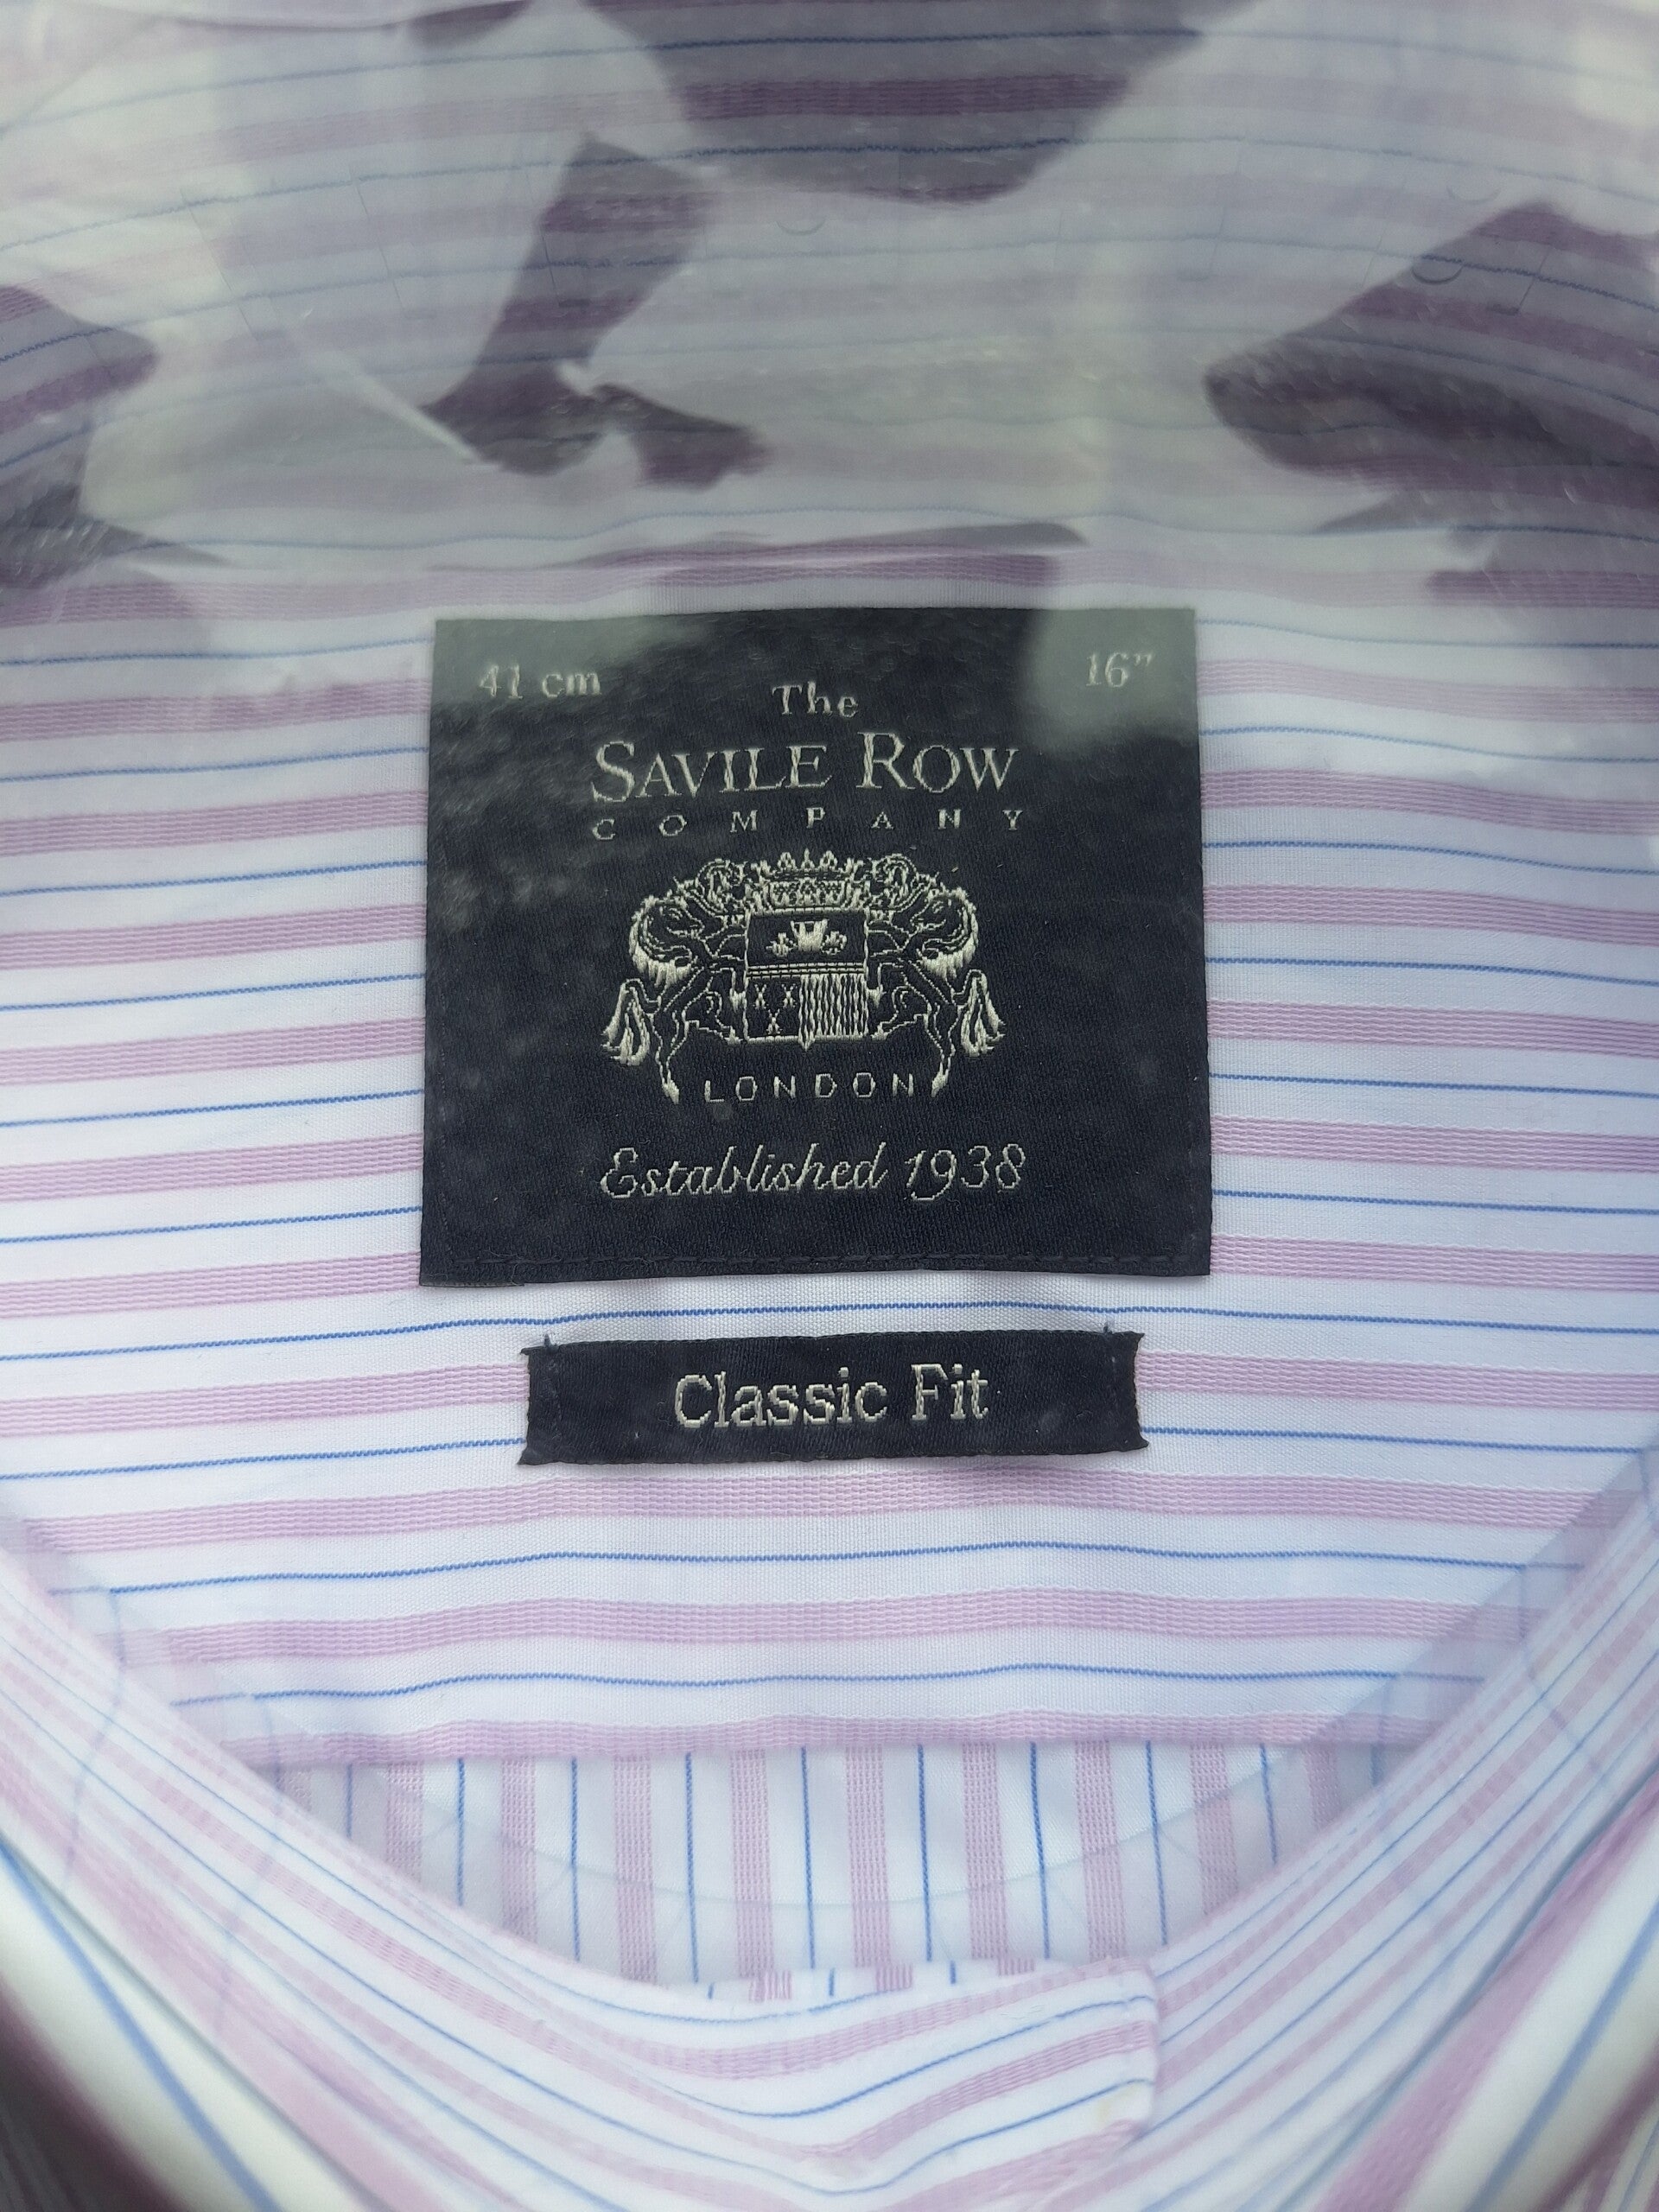 41 cm
16”
The
SAVILE ROW
COMPANY
LONDON
Established 1938
Classic Fit